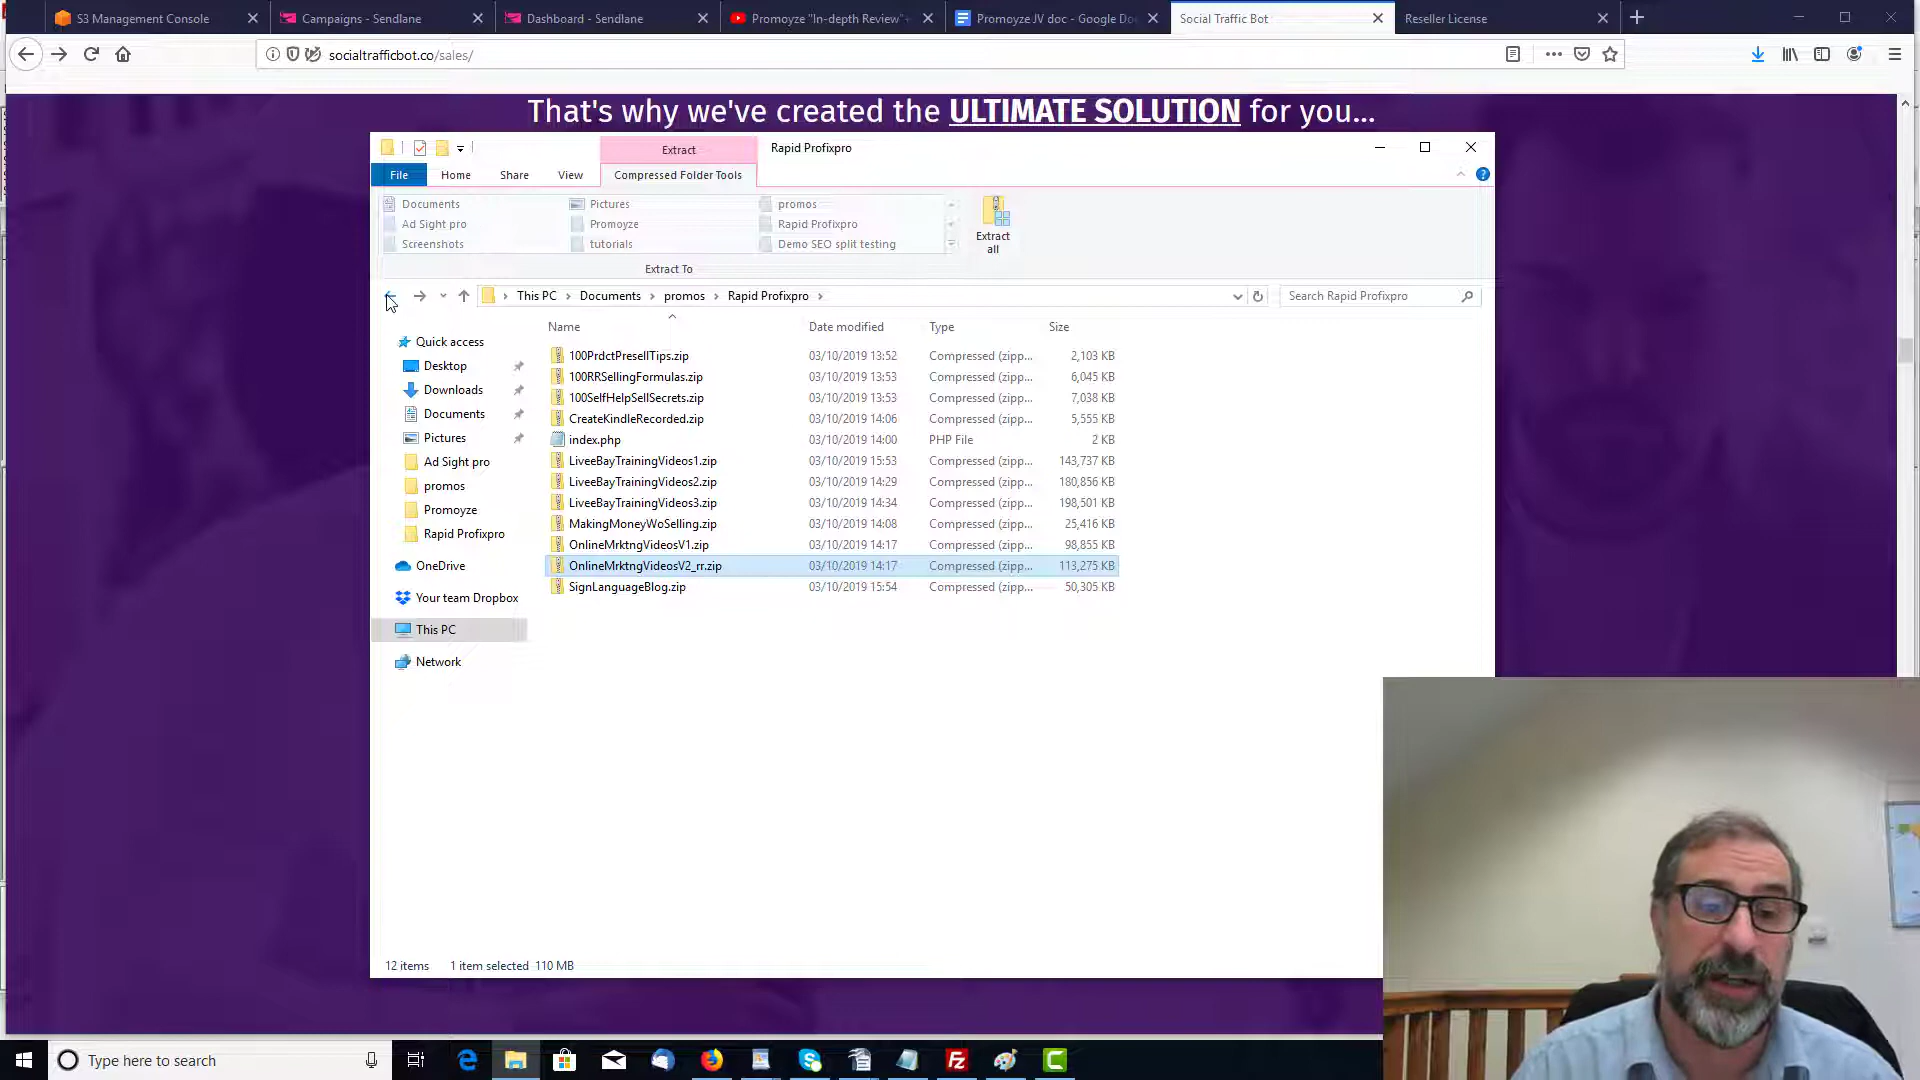 S3 Management Console
Campaigns - Sendlane
Dashboard - Sendlane
Promoyze "In-depth Review"
Promoyze JV doc - Google Do
Social Traffic Bot
Reseller License
socialtrafficbot.co/sales/
That's why we've created the ULTIMATE SOLUTION for you...
Extract
Rapid Profixpro
File
Home
Share
View
Compressed Folder Tools
Documents
Pictures
promos
Ad Sight pro
Promoyze
Rapid Profixpro
Screenshots
tutorials
Demo SEO split testing
Extract all
Extract To
This PC > Documents > promos > Rapid Profixpro >
Search Rapid Profixpro
Quick access
Desktop
Downloads
Documents
Pictures
Ad Sight pro
promos
Promoyze
Rapid Profixpro
OneDrive
Your team Dropbox
This PC
Network
Name Date modified Type Size
100PrdctPresellTips.zip 03/10/2019 13:52 Compressed (zipp... 2,103 KB
100RRSellingFormulas.zip 03/10/2019 13:53 Compressed (zipp... 6,045 KB
100SelfHelpSellSecrets.zip 03/10/2019 13:53 Compressed (zipp... 7,038 KB
CreateKindleRecorded.zip 03/10/2019 14:06 Compressed (zipp... 5,555 KB
index.php 03/10/2019 14:00 PHP File 2 KB
LiveeBayTrainingVideos1.zip 03/10/2019 15:53 Compressed (zipp... 143,737 KB
LiveeBayTrainingVideos2.zip 03/10/2019 14:29 Compressed (zipp... 180,856 KB
LiveeBayTrainingVideos3.zip 03/10/2019 14:34 Compressed (zipp... 198,501 KB
MakingMoneyWoSelling.zip 03/10/2019 14:08 Compressed (zipp... 25,416 KB
OnlineMrktngVideosV1.zip 03/10/2019 14:17 Compressed (zipp... 98,855 KB
OnlineMrktngVideosV2_rr.zip 03/10/2019 14:17 Compressed (zipp... 113,275 KB
SignLanguageBlog.zip 03/10/2019 15:54 Compressed (zipp... 50,305 KB
12 items 1 item selected 110 MB
Type here to search